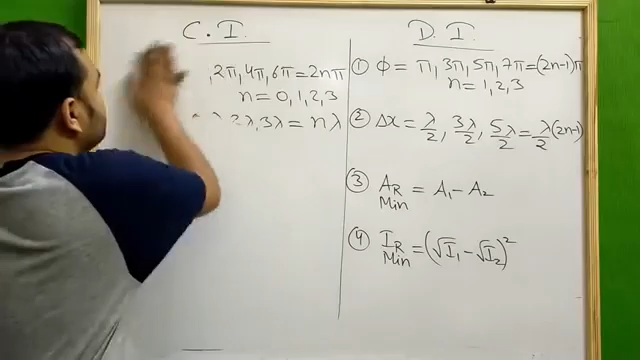 C. I.
, 2π, 4π, 6π = 2nπ
n = 0, 1, 2, 3
2λ, 3λ = nλ
D. I.
① Φ = π, 3π, 5π, 7π = (2n-1)π
n = 1, 2, 3
② Δx = λ/2, 3λ/2, 5λ/2 = λ/2 (2n-1)
③ A_R Min = A₁ - A₂
④ I_R Min = (√I₁ - √I₂)²